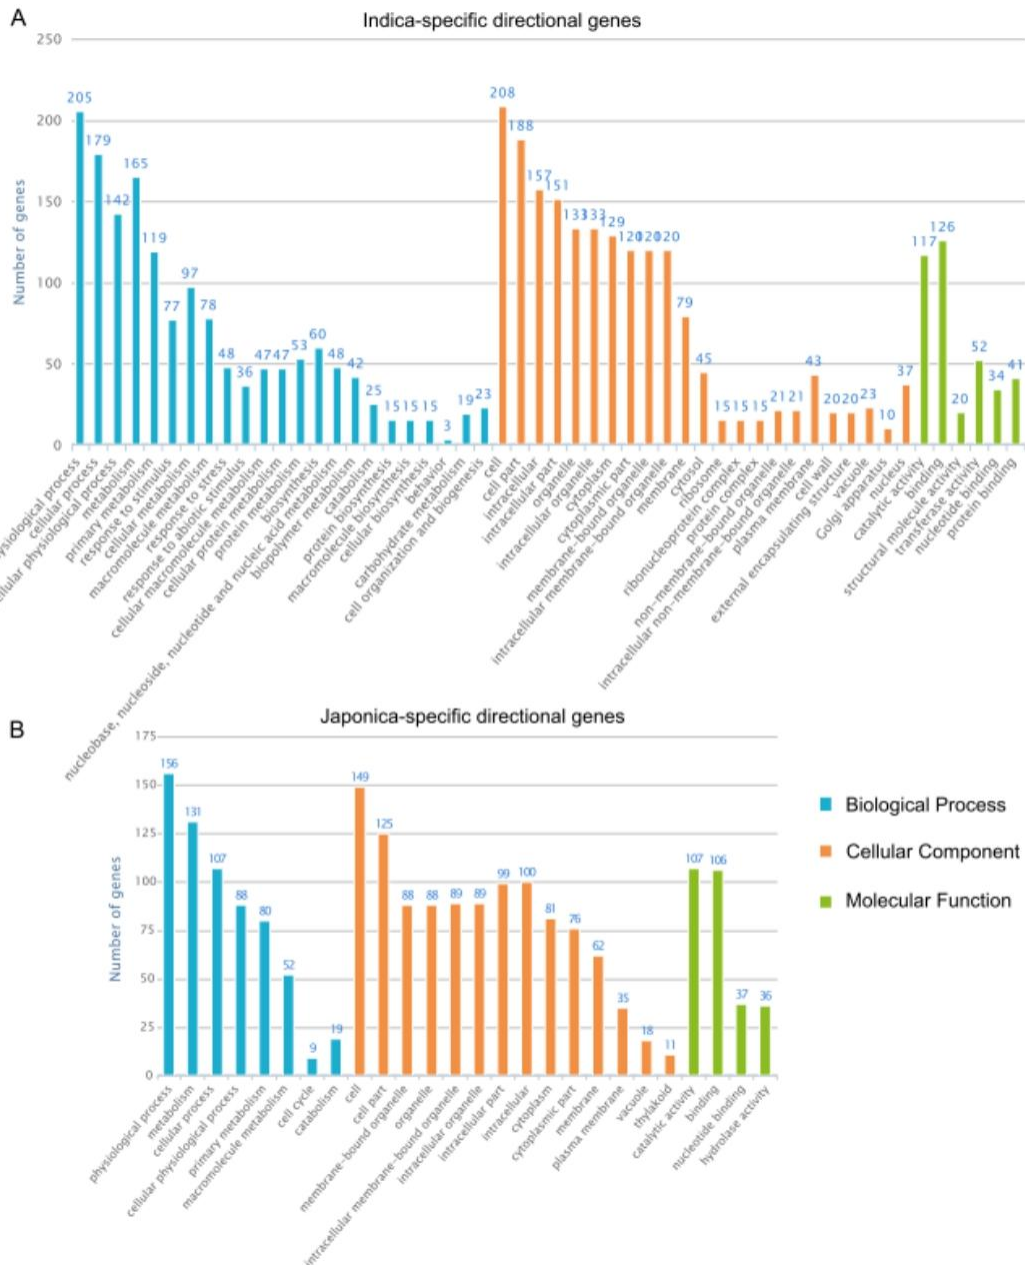 A
Indica-specific directional genes
250
200
150
100
50
0
Number of genes
205
179
142
165
119
77
97
78
48
36
47
47
53
60
48
42
25
15
15
15
3
19
23
208
188
157
151
133
133
129
120
120
120
79
45
15
15
15
21
21
43
20
20
23
10
37
117
126
20
52
34
41
ysiological process
cellular process
ellular physiological process
metabolism
primary metabolism
response to stimulus
cellular metabolism
macromolecule metabolism
response to stress
response to abiotic stimulus
cellular macromolecule metabolism
cellular protein metabolism
protein metabolism
biosynthesis
nucleobase, nucleoside, nucleotide and nucleic acid metabolism
biopolymer metabolism
catabolism
protein biosynthesis
macromolecule biosynthesis
cellular biosynthesis
behavior
carbohydrate metabolism
cell organization and biogenesis
cell
cell part
intracellular
intracellular part
organelle
intracellular organelle
cytoplasm
cytoplasmic part
membrane-bound organelle
intracellular membrane-bound organelle
membrane
cytosol
ribosome
ribonucleoprotein complex
protein complex
non-membrane-bound organelle
intracellular non-membrane-bound organelle
plasma membrane
cell wall
external encapsulating structure
vacuole
Golgi apparatus
nucleus
catalytic activity
binding
structural molecule activity
transferase activity
nucleotide binding
protein binding
B
Japonica-specific directional genes
175
150
125
100
75
50
25
0
Number of genes
156
131
107
88
80
52
9
19
149
125
88
88
89
89
99
100
81
76
62
35
18
11
107
106
37
36
physiological process
metabolism
cellular process
cellular physiological process
primary metabolism
macromolecule metabolism
cell cycle
catabolism
cell
cell part
membrane-bound organelle
organelle
intracellular membrane-bound organelle
intracellular organelle
intracellular part
intracellular
cytoplasm
cytoplasmic part
membrane
plasma membrane
vacuole
thylakoid
catalytic activity
binding
nucleotide binding
hydrolase activity
Biological Process
Cellular Component
Molecular Function